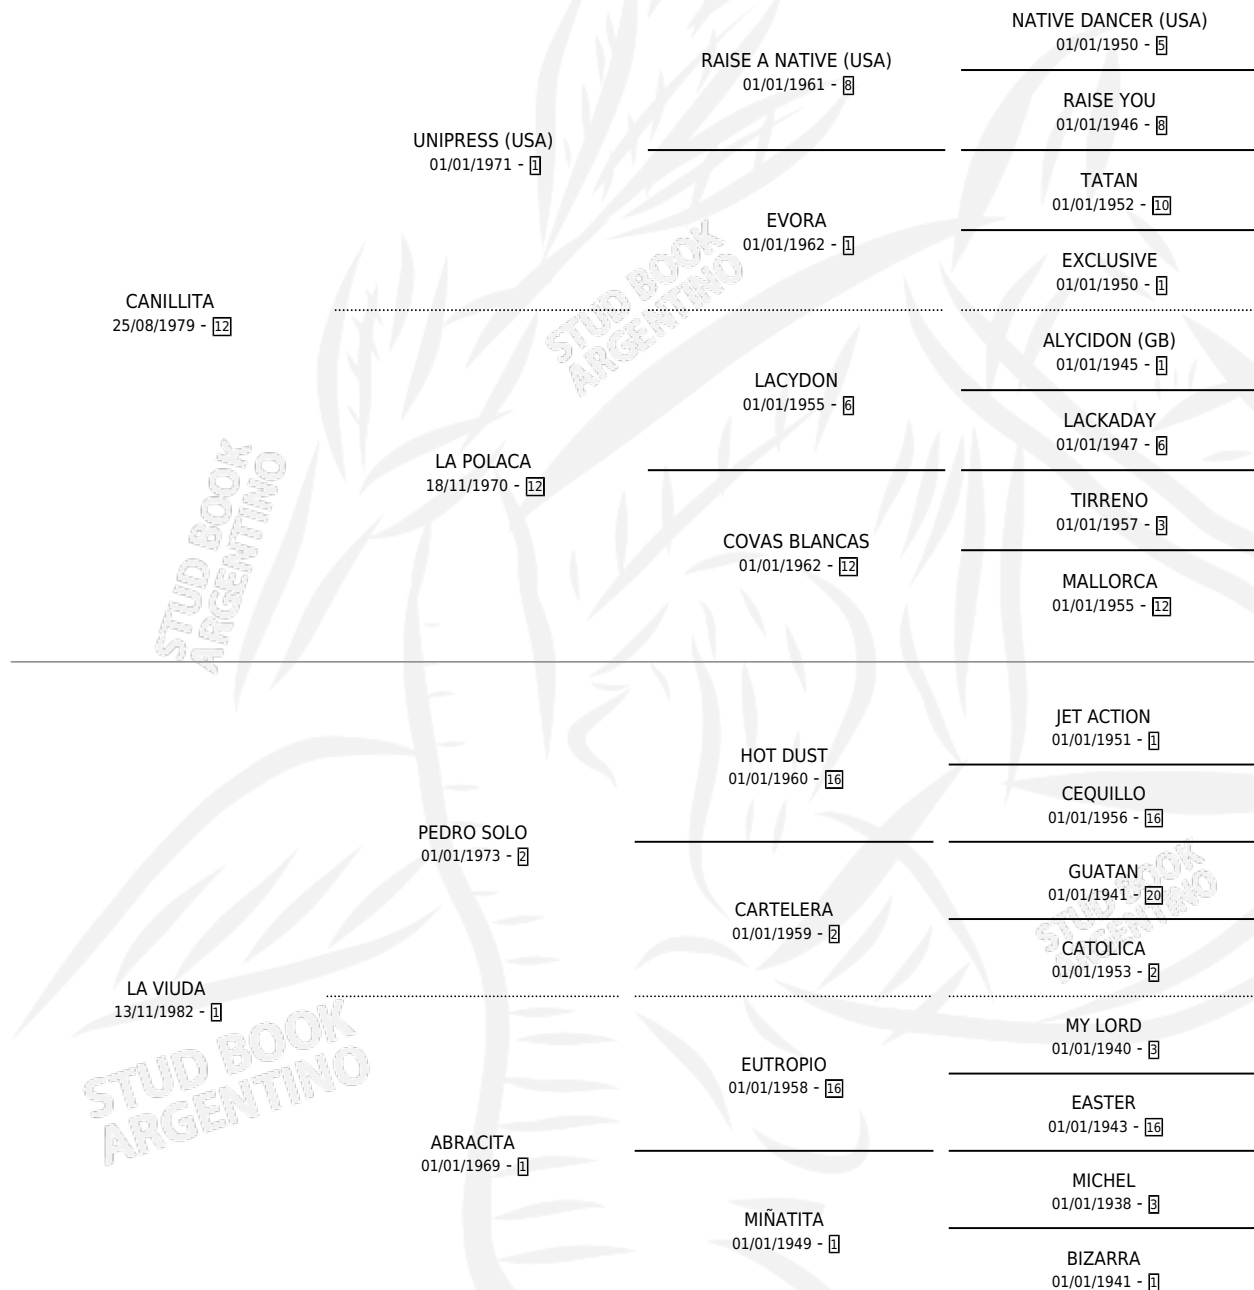 NATIVE DANCER (USA)
01/01/1950 - 5
RAISE A NATIVE (USA)
01/01/1961 - 8
RAISE YOU
01/01/1946 - 8
UNIPRESS (USA)
01/01/1971 - 1
TATAN
01/01/1952 - 10
EVORA
01/01/1962 - 1
EXCLUSIVE
01/01/1950 - 1
CANILLITA
25/08/1979 - 12
ALYCIDON (GB)
01/01/1945 - 1
LACYDON
01/01/1955 - 6
LACKADAY
01/01/1947 - 6
LA POLACA
18/11/1970 - 12
TIRRENO
01/01/1957 - 3
COVAS BLANCAS
01/01/1962 - 12
MALLORCA
01/01/1955 - 12
JET ACTION
01/01/1951 - 1
HOT DUST
01/01/1960 - 16
CEQUILLO
01/01/1956 - 16
PEDRO SOLO
01/01/1973 - 2
GUATAN
01/01/1941 - 20
CARTELERA
01/01/1959 - 2
CATOLICA
01/01/1953 - 2
LA VIUDA
13/11/1982 - 1
MY LORD
01/01/1940 - 3
EUTROPIO
01/01/1958 - 16
EASTER
01/01/1943 - 16
ABRACITA
01/01/1969 - 1
MICHEL
01/01/1938 - 3
MIÑATITA
01/01/1949 - 1
BIZARRA
01/01/1941 - 1
STUD BOOK
ARGENTINO
STUD BOOK
ARGENTINO
STUD BOOK
ARGENTINO
STUD BOOK
ARGENTINO